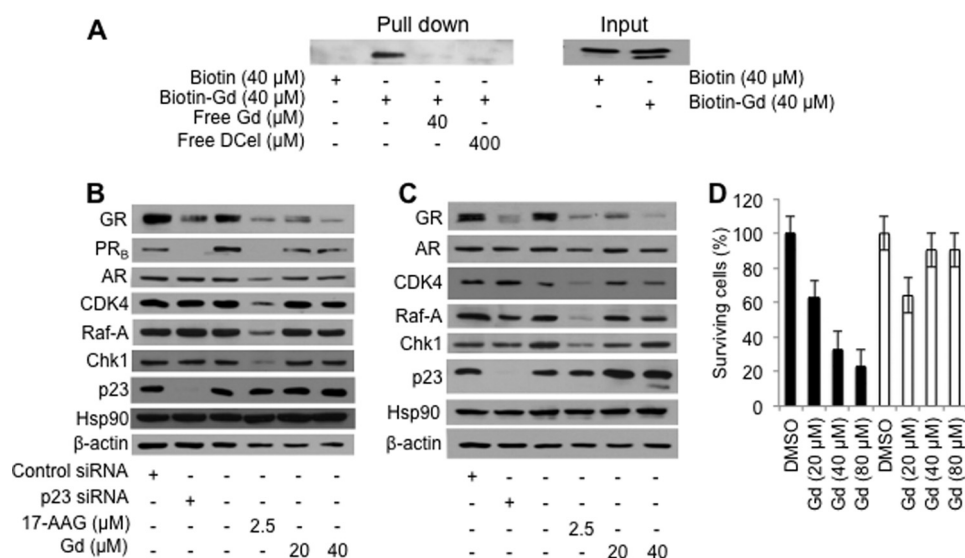 A
Pull down Input
Biotin (40 µM) + - - - + - Biotin (40 µM)
Biotin-Gd (40 µM) - + + + - + Biotin-Gd (40 µM)
Free Gd (µM) - - 40 -
Free DCel (µM) - - - 400
B
GR
PRB
AR
CDK4
Raf-A
Chk1
p23
Hsp90
β-actin
Control siRNA + - - - - -
p23 siRNA - + - - - -
17-AAG (µM) - - - 2.5 - -
Gd (µM) - - - - 20 40
C
GR
AR
CDK4
Raf-A
Chk1
p23
Hsp90
β-actin
+ - - - - -
- + - - - -
- - - 2.5 - -
- - - - 20 40
D
Surviving cells (%)
120
100
80
60
40
20
0
DMSO
Gd (20 µM)
Gd (40 µM)
Gd (80 µM)
DMSO
Gd (20 µM)
Gd (40 µM)
Gd (80 µM)